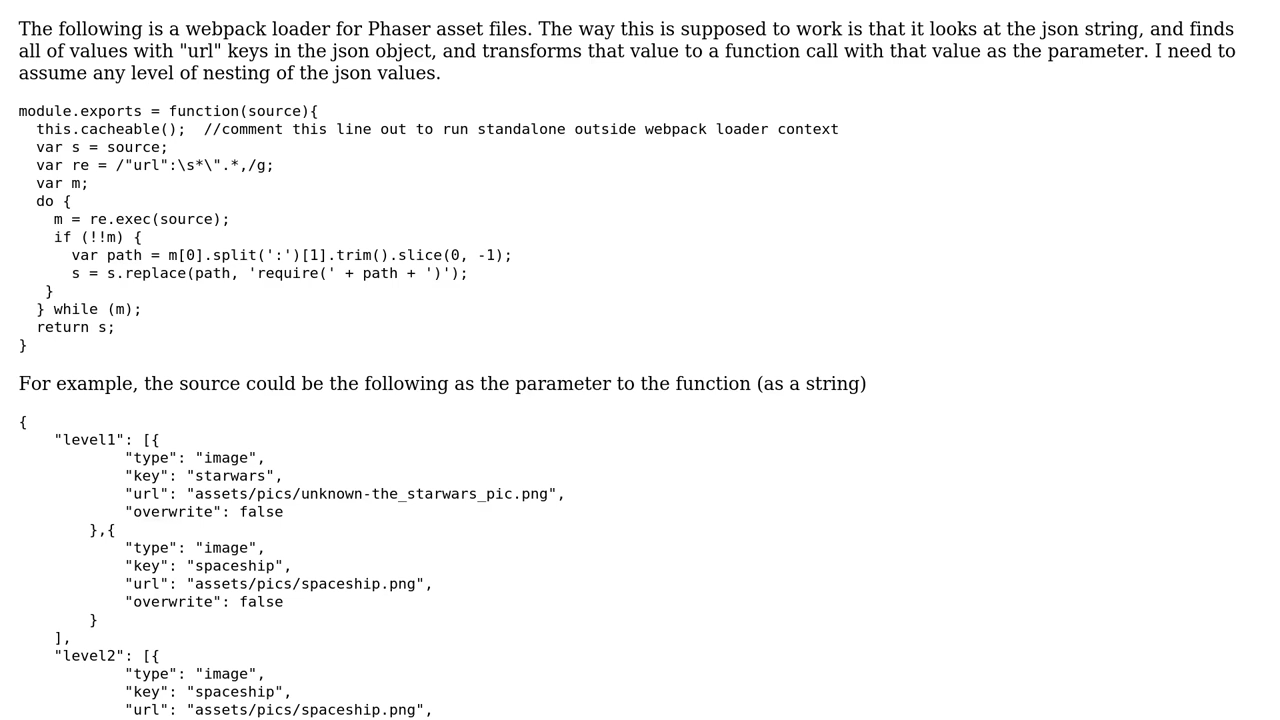 The following is a webpack loader for Phaser asset files. The way this is supposed to work is that it looks at the json string, and finds
all of values with "url" keys in the json object, and transforms that value to a function call with that value as the parameter. I need to
assume any level of nesting of the json values.
module.exports = function(source){
  this.cacheable();  //comment this line out to run standalone outside webpack loader context
  var s = source;
  var re = /"url":\s*\".*,/g;
  var m;
  do {
    m = re.exec(source);
    if (!!m) {
      var path = m[0].split(':')[1].trim().slice(0, -1);
      s = s.replace(path, 'require(' + path + ')');
   }
  } while (m);
  return s;
}
For example, the source could be the following as the parameter to the function (as a string)
{
    "level1": [{
            "type": "image",
            "key": "starwars",
            "url": "assets/pics/unknown-the_starwars_pic.png",
            "overwrite": false
        },{
            "type": "image",
            "key": "spaceship",
            "url": "assets/pics/spaceship.png",
            "overwrite": false
        }
    ],
    "level2": [{
            "type": "image",
            "key": "spaceship",
            "url": "assets/pics/spaceship.png",